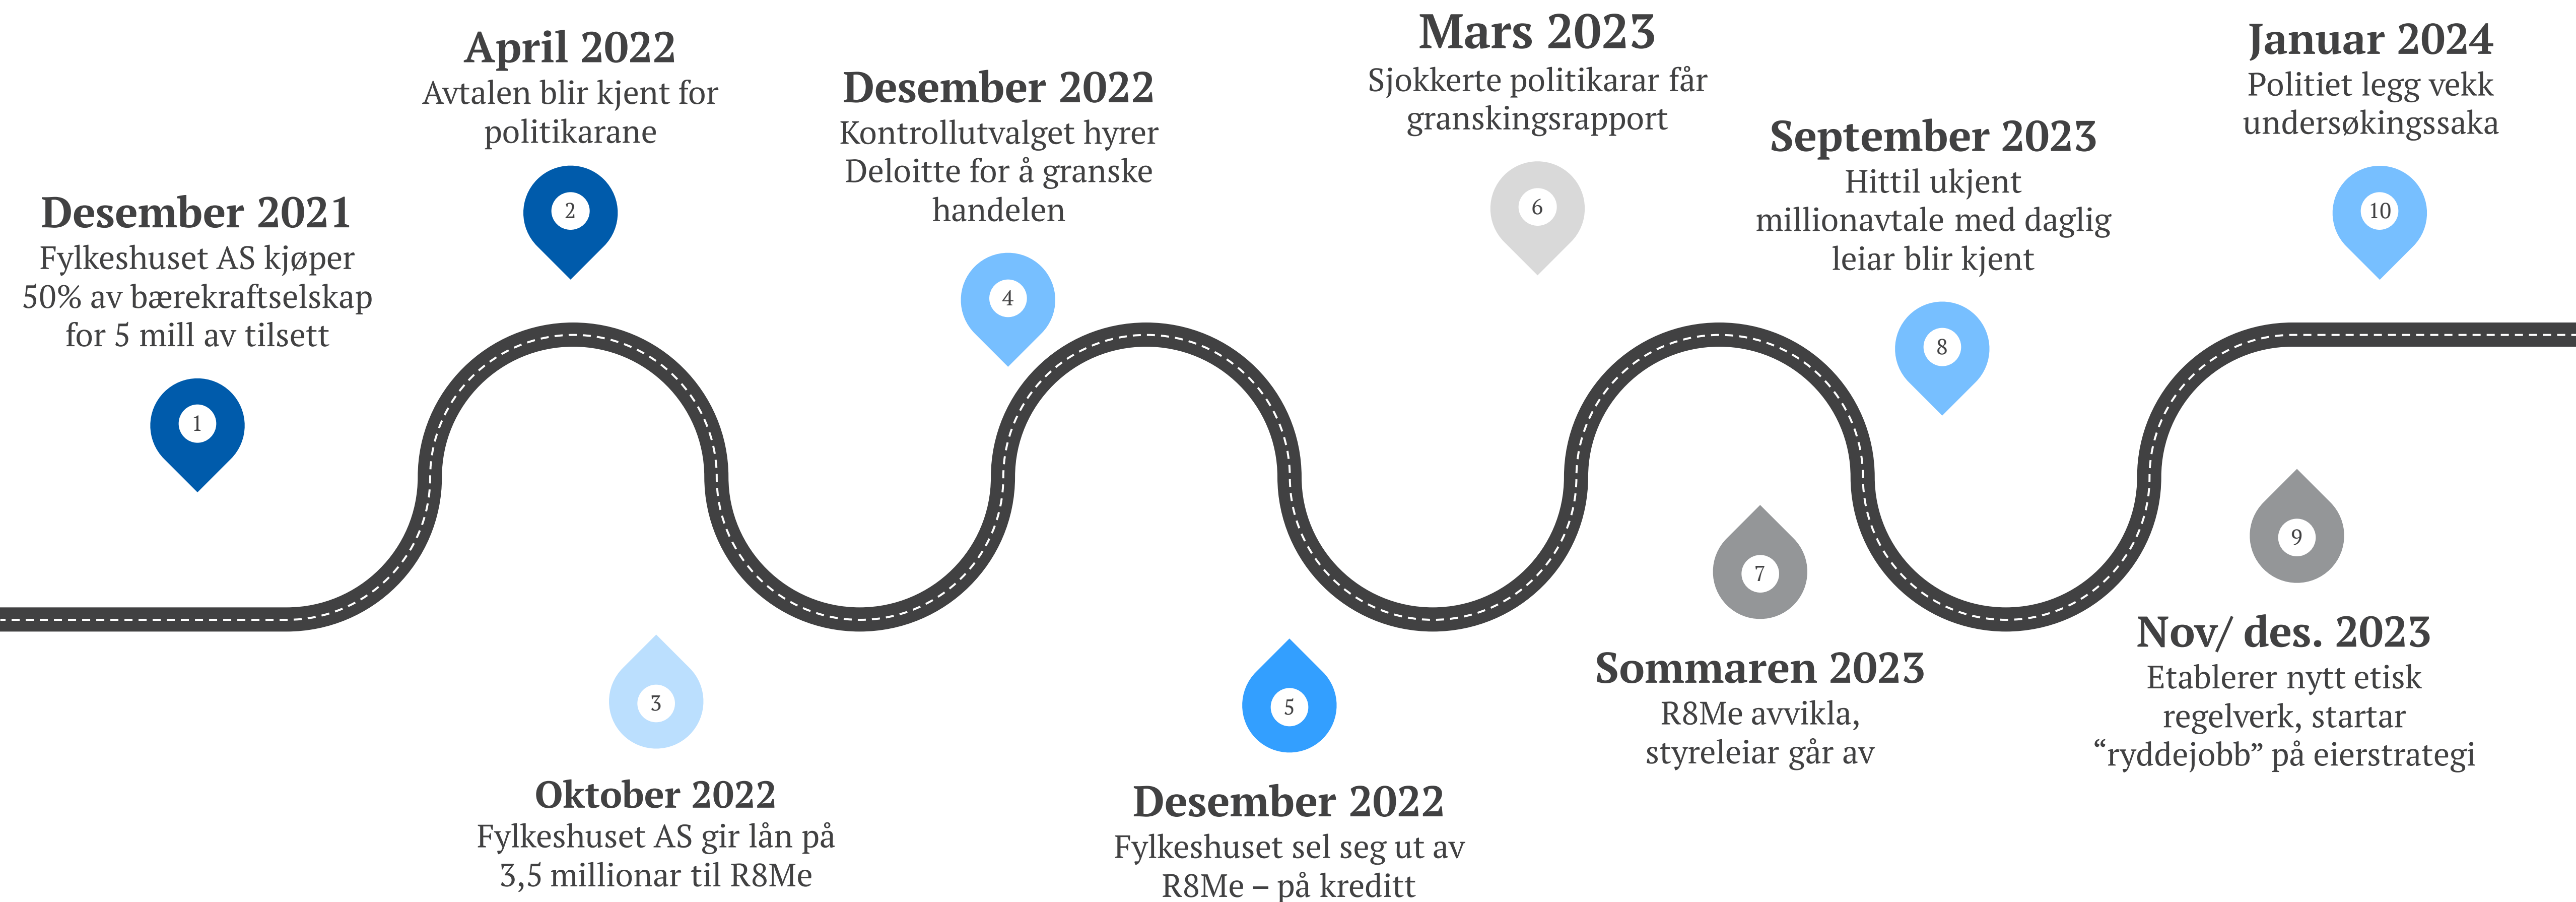 Desember 2021
Fylkeshuset AS kjøper
50% av bærekraftselskap
for 5 mill av tilsett
1
April 2022
Avtalen blir kjent for
politikarane
2
3
Oktober 2022
Fylkeshuset AS gir lån på
3,5 millionar til R8Me
Desember 2022
Kontrollutvalget hyrer
Deloitte for å granske
handelen
4
5
Desember 2022
Fylkeshuset sel seg ut av
R8Me – på kreditt
Mars 2023
Sjokkerte politikarar får
granskingsrapport
6
7
Sommaren 2023
R8Me avvikla,
styreleiar går av
September 2023
Hittil ukjent
millionavtale med daglig
leiar blir kjent
8
9
Nov/ des. 2023
Etablerer nytt etisk
regelverk, startar
“ryddejobb” på eierstrategi
Januar 2024
Politiet legg vekk
undersøkingssaka
10